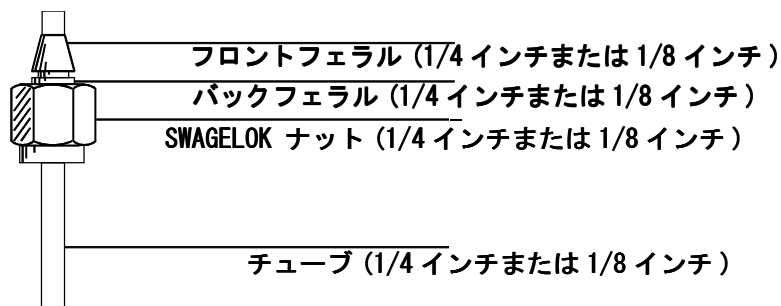 フロントフェラル (1/4 インチまたは 1/8 インチ )
バックフェラル (1/4 インチまたは 1/8 インチ )
SWAGELOK ナット (1/4 インチまたは 1/8 インチ )
チューブ (1/4 インチまたは 1/8 インチ )